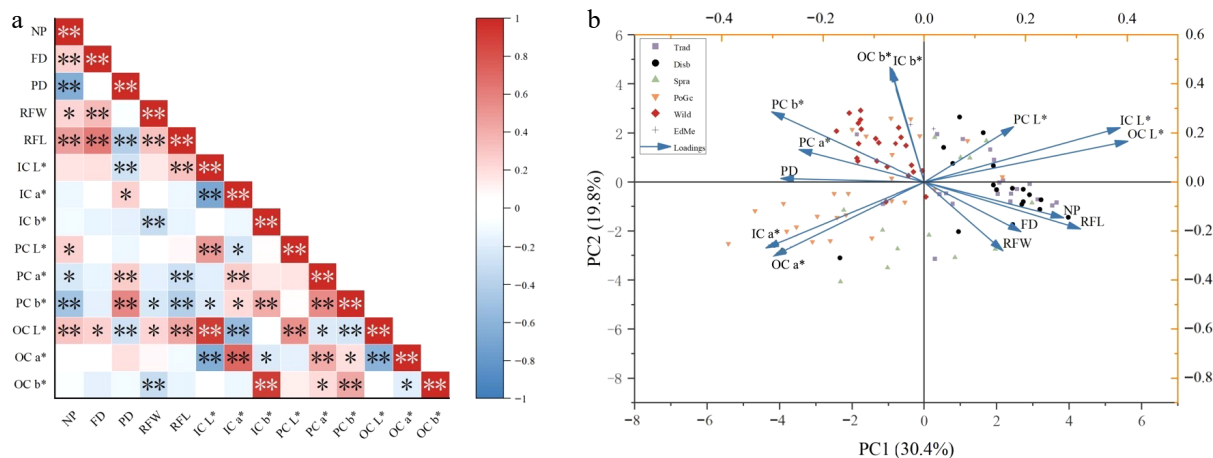 a
NP ** 1
FD ** ** 0.8
PD ** ** 0.6
RFW * ** ** 0.4
RFL ** ** ** ** **
IC L* ** ** ** 0.2
IC a* * ** ** 0
IC b* ** **
PC L* * ** * ** −0.2
PC a* * ** ** ** ** −0.4
PC b* ** ** * ** * * ** ** **
OC L* ** * ** * ** ** ** ** * ** ** −0.6
OC a* ** ** * ** * ** ** −0.8
OC b* ** ** * ** * ** −1
NP FD PD RFW RFL IC L* IC a* IC b* PC L* PC a* PC b* OC L* OC a* OC b*
b
−0.4 −0.2 0.0 0.2 0.4
6 0.6
Trad
Disb
Spra
PoGc
Wild
EdMe
Loadings
OC b* IC b*
4 0.4
PC b* PC L* IC L*
2 0.2
PC a* OC L*
PD
0 0.0
NP
FD RFL
IC a* RFW
−2 −0.2
OC a*
PC2 (19.8%)
−4 −0.4
−6 −0.6
−8 −0.8
−8 −6 −4 −2 0 2 4 6
PC1 (30.4%)